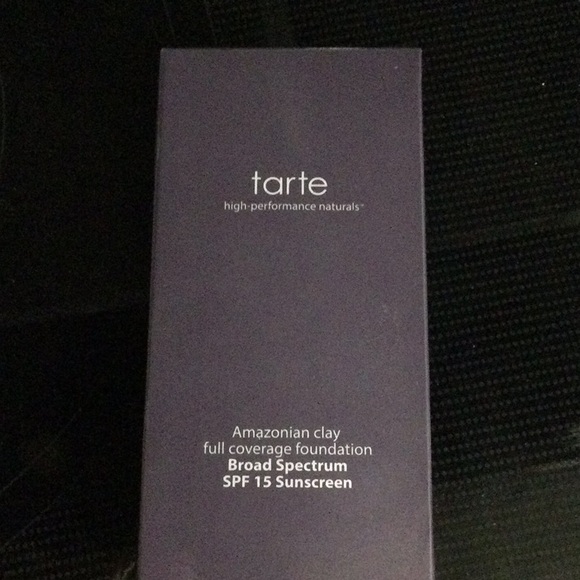 tarte
high-performance naturals™
Amazonian clay
full coverage foundation
Broad Spectrum
SPF 15 Sunscreen